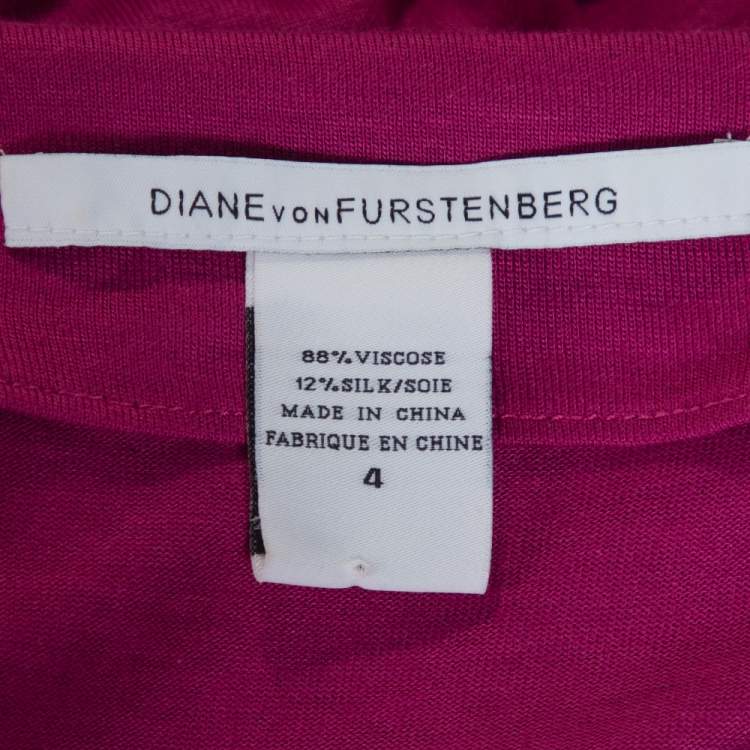 DIANE VON FURSTENBERG
88% VISCOSE
12% SILK/SOIE
MADE IN CHINA
FABRIQUE EN CHINE
4